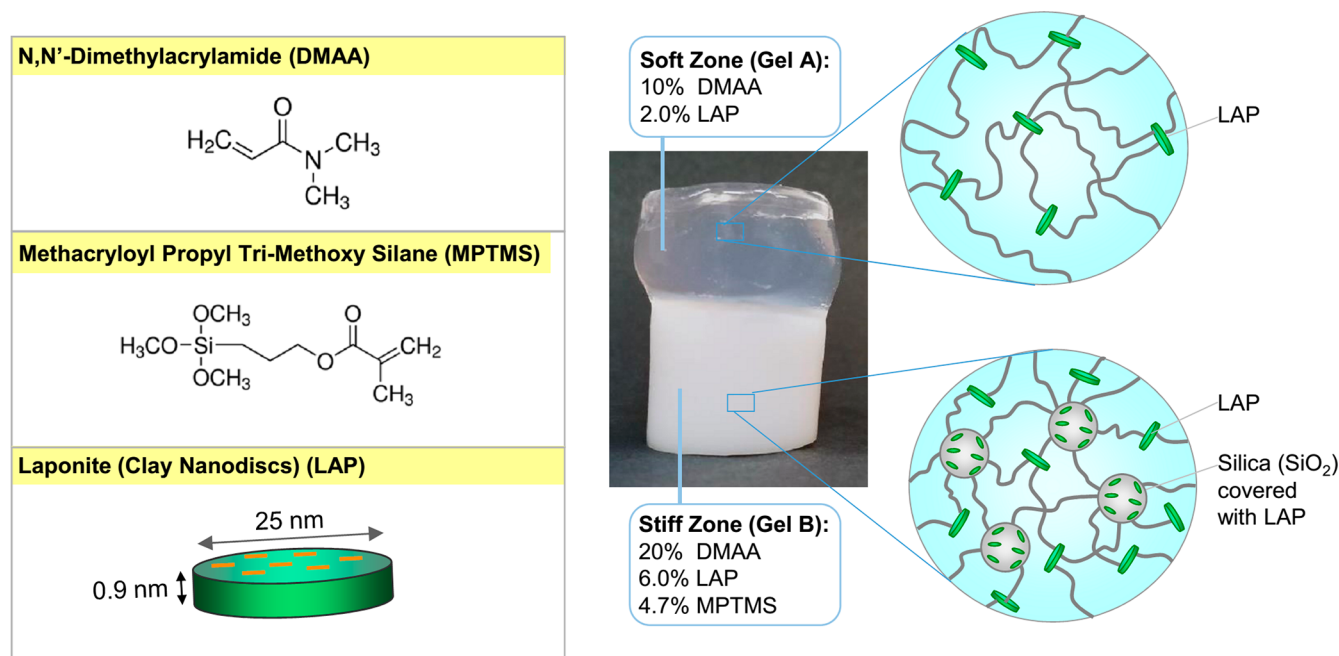 N,N’-Dimethylacrylamide (DMAA)
O
H₂C
N
CH₃
CH₃
Methacryloyl Propyl Tri-Methoxy Silane (MPTMS)
OCH₃
O
H₃CO
Si
CH₂
O
OCH₃
CH₃
Laponite (Clay Nanodiscs) (LAP)
25 nm
0.9 nm
Soft Zone (Gel A):
10% DMAA
2.0% LAP
Stiff Zone (Gel B):
20% DMAA
6.0% LAP
4.7% MPTMS
LAP
LAP
Silica (SiO₂)
covered
with LAP